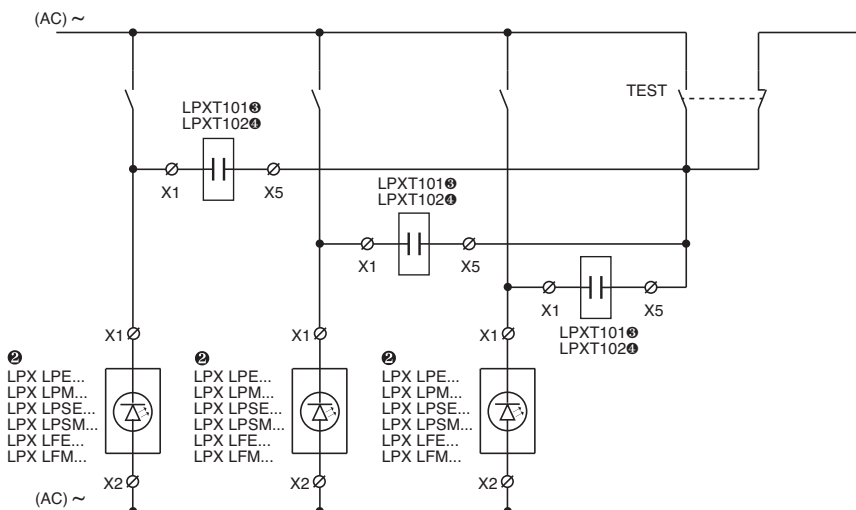 (AC) ~
TEST
LPXT101❸
LPXT102❹
X1 X5
LPXT101❸
LPXT102❹
X1 X5
X1 X5
LPXT101❸
LPXT102❹
X1 X1 X1
❷ ❷ ❷
LPX LPE... LPX LPE... LPX LPE...
LPX LPM... LPX LPM... LPX LPM...
LPX LPSE... LPX LPSE... LPX LPSE...
LPX LPSM... LPX LPSM... LPX LPSM...
LPX LFE... LPX LFE... LPX LFE...
LPX LFM... LPX LFM... LPX LFM...
X2 X2 X2
(AC) ~